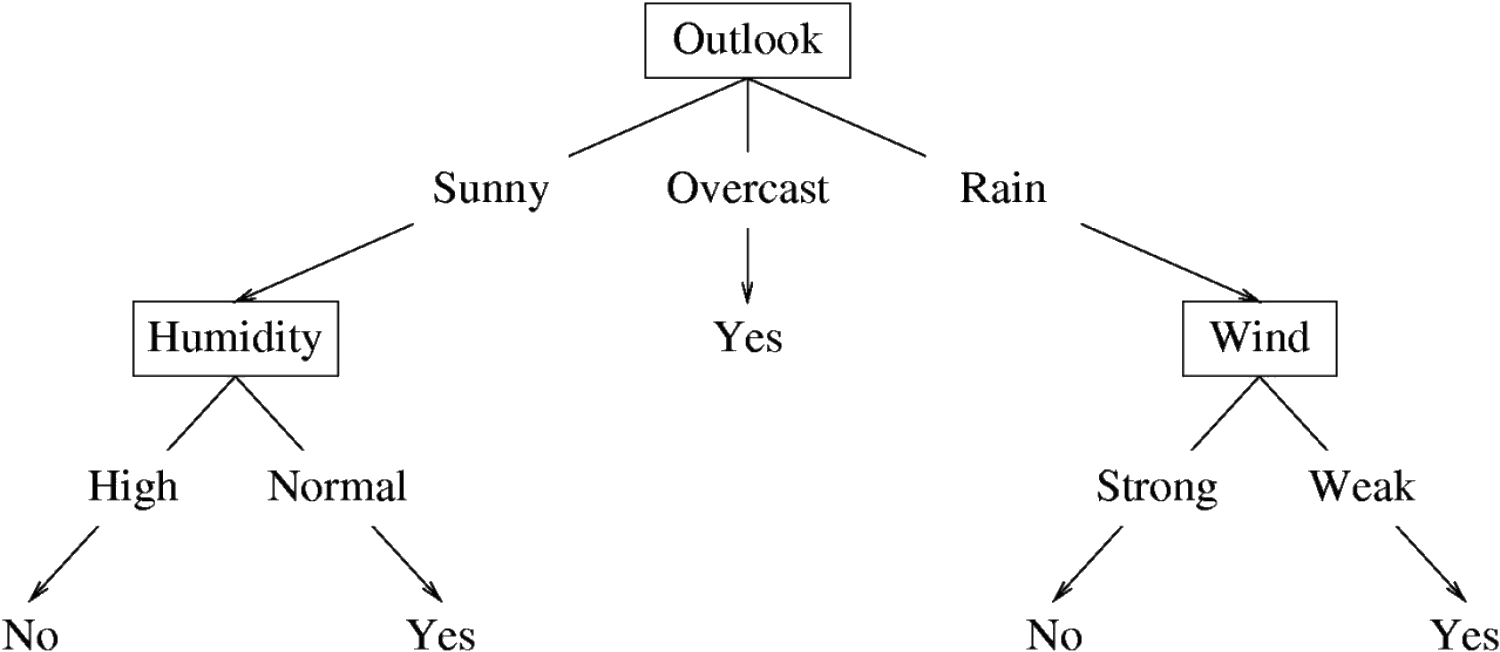 Outlook
Sunny Overcast Rain
Humidity Yes Wind
High Normal Strong Weak
No Yes No Yes